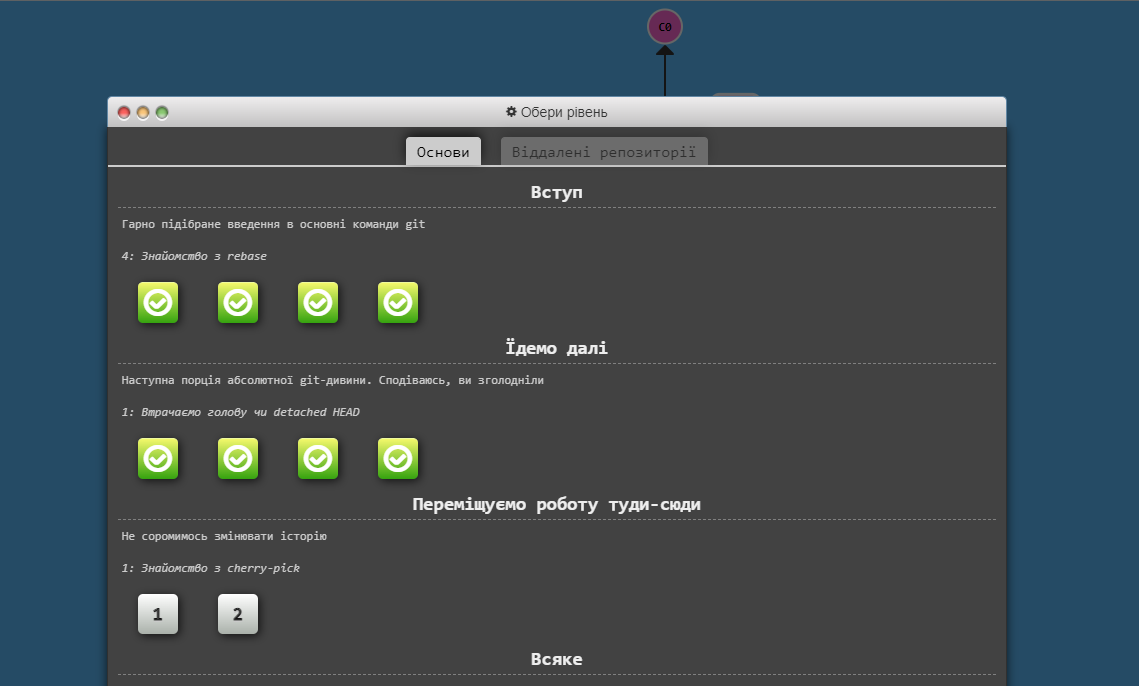 C0
Обери рівень
Основи
Віддалені репозиторії
Вступ
Гарно підібране введення в основні команди git
4: Знайомство з rebase
Їдемо далі
Наступна порція абсолютної git-дивини. Сподіваюсь, ви зголодніли
1: Втрачаємо голову чи detached HEAD
Переміщуємо роботу туди-сюди
Не соромимось змінювати історію
1: Знайомство з cherry-pick
1 2
Всяке